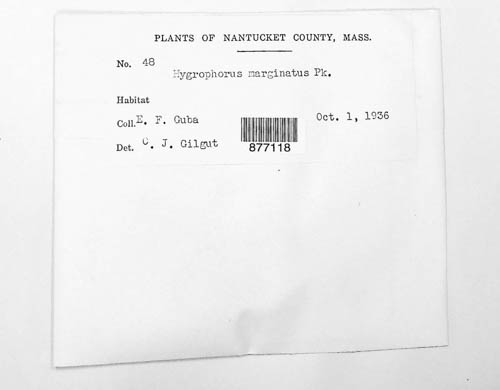 PLANTS OF NANTUCKET COUNTY, MASS.
No. 48
Hygrophorus marginatus Pk.
Habitat
Coll. E. F. Guba Oct. 1, 1936
Det. C. J. Gilgut
877118